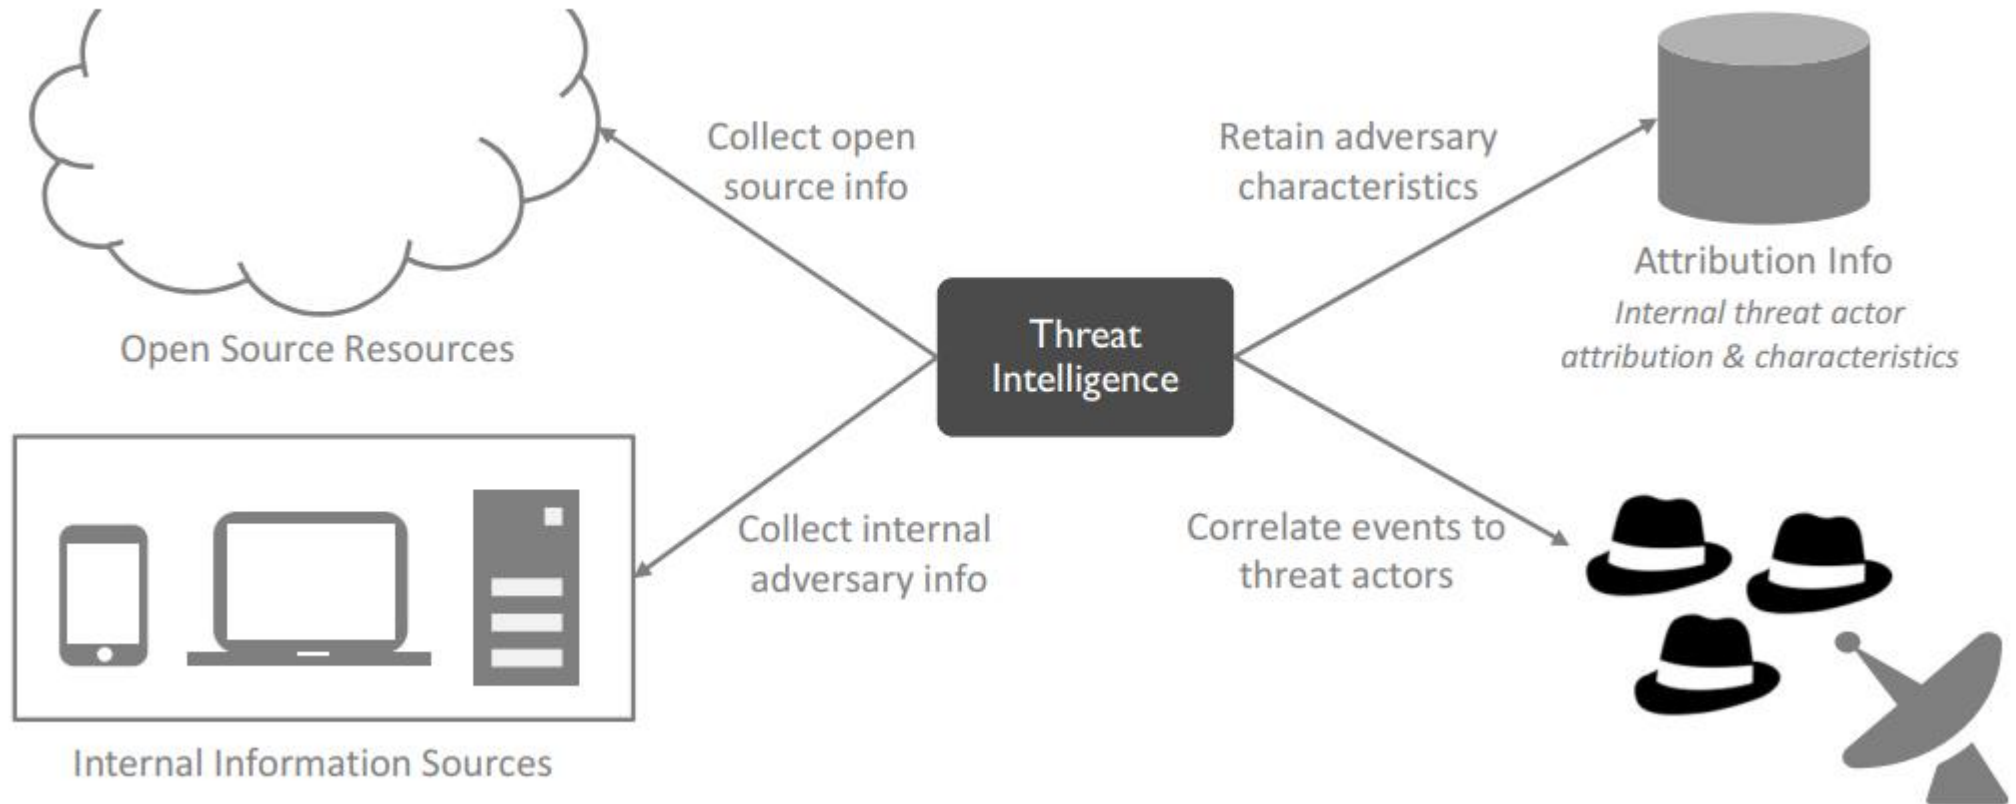 Collect open
source info
Retain adversary
characteristics
Attribution Info
Internal threat actor
attribution & characteristics
Open Source Resources
Threat
Intelligence
Collect internal
adversary info
Correlate events to
threat actors
Internal Information Sources